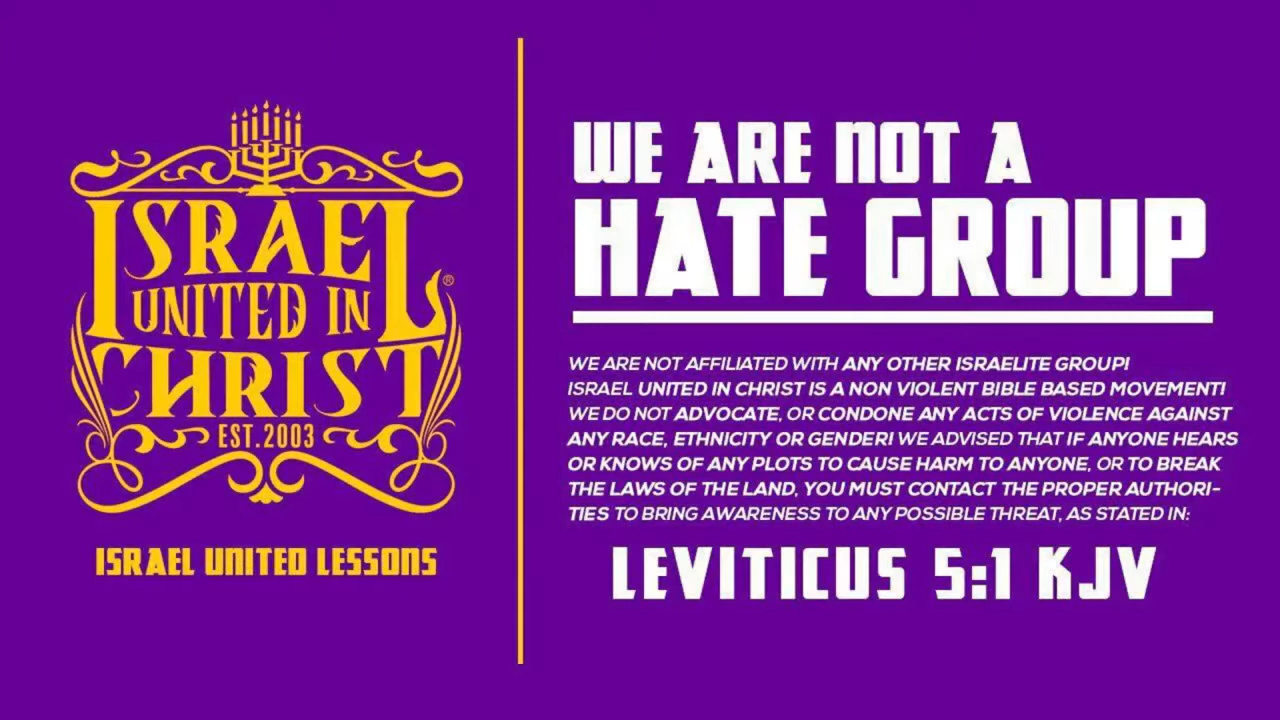 ISRAEL
UNITED IN
CHRIST
EST.2003
®
ISRAEL UNITED LESSONS
WE ARE NOT A
HATE GROUP
WE ARE NOT AFFILIATED WITH ANY OTHER ISRAELITE GROUP!
ISRAEL UNITED IN CHRIST IS A NON VIOLENT BIBLE BASED MOVEMENT!
WE DO NOT ADVOCATE, OR CONDONE ANY ACTS OF VIOLENCE AGAINST
ANY RACE, ETHNICITY OR GENDER! WE ADVISED THAT IF ANYONE HEARS
OR KNOWS OF ANY PLOTS TO CAUSE HARM TO ANYONE, OR TO BREAK
THE LAWS OF THE LAND, YOU MUST CONTACT THE PROPER AUTHORI-
TIES TO BRING AWARENESS TO ANY POSSIBLE THREAT, AS STATED IN:
LEVITICUS 5:1 KJV